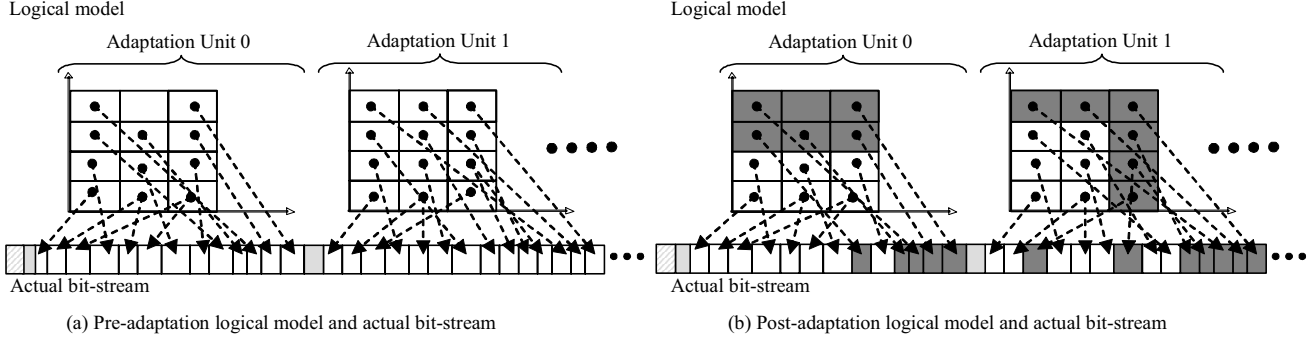 Logical model
Adaptation Unit 0
Adaptation Unit 1
Actual bit-stream
(a) Pre-adaptation logical model and actual bit-stream
Logical model
Adaptation Unit 0
Adaptation Unit 1
Actual bit-stream
(b) Post-adaptation logical model and actual bit-stream